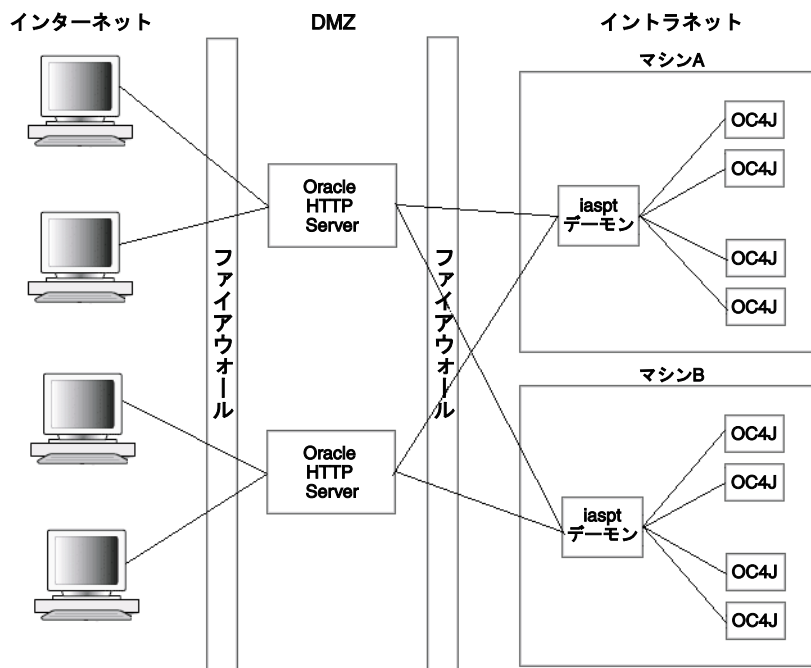 インターネット
DMZ
イントラネット
マシンA
OC4J
OC4J
Oracle
HTTP
Server
iaspt
デーモン
OC4J
OC4J
ファイアウォール
ファイアウォール
マシンB
OC4J
OC4J
Oracle
HTTP
Server
iaspt
デーモン
OC4J
OC4J